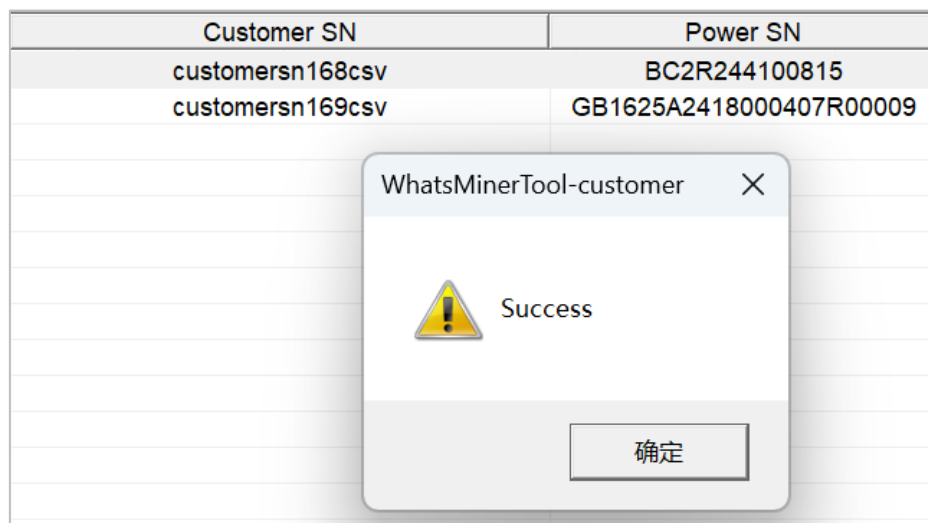 Customer SN Power SN
customersn168csv BC2R244100815
customersn169csv GB1625A2418000407R00009
WhatsMinerTool-customer
Success
确定